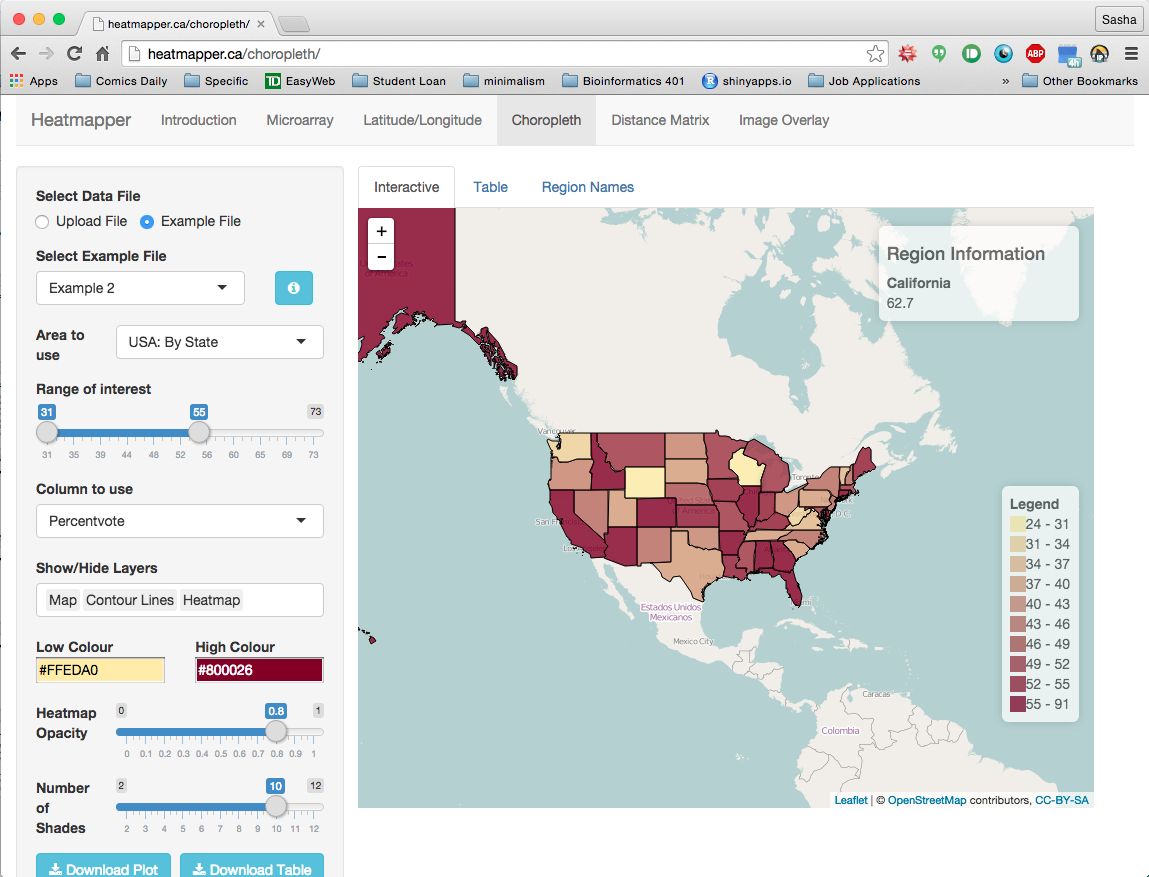 heatmapper.ca/choropleth/
Sasha
heatmapper.ca/choropleth/
ABP
4h
Apps Comics Daily Specific TD EasyWeb Student Loan minimalism Bioinformatics 401 R shinyapps.io Job Applications » Other Bookmarks
Heatmapper Introduction Microarray Latitude/Longitude Choropleth Distance Matrix Image Overlay
Select Data File
Upload File Example File
Select Example File
Example 2
Area to
use
USA: By State
Range of interest
31 55 73
31 35 39 44 48 52 56 60 65 69 73
Column to use
Percentvote
Show/Hide Layers
Map Contour Lines Heatmap
Low Colour High Colour
#FFEDA0 #800026
Heatmap
Opacity
0 0.8 1
0 0.1 0.2 0.3 0.4 0.5 0.6 0.7 0.8 0.9 1
Number
of
Shades
2 10 12
2 3 4 5 6 7 8 9 10 11 12
Download Plot Download Table
Interactive Table Region Names
+
−
Region Information
California
62.7
Vancouver
Toronto
D.C.
Estados Unidos
Mexicanos
Mexico City
Caracas
Colombia
Legend
24 - 31
31 - 34
34 - 37
37 - 40
40 - 43
43 - 46
46 - 49
49 - 52
52 - 55
55 - 91
Leaflet | © OpenStreetMap contributors, CC-BY-SA